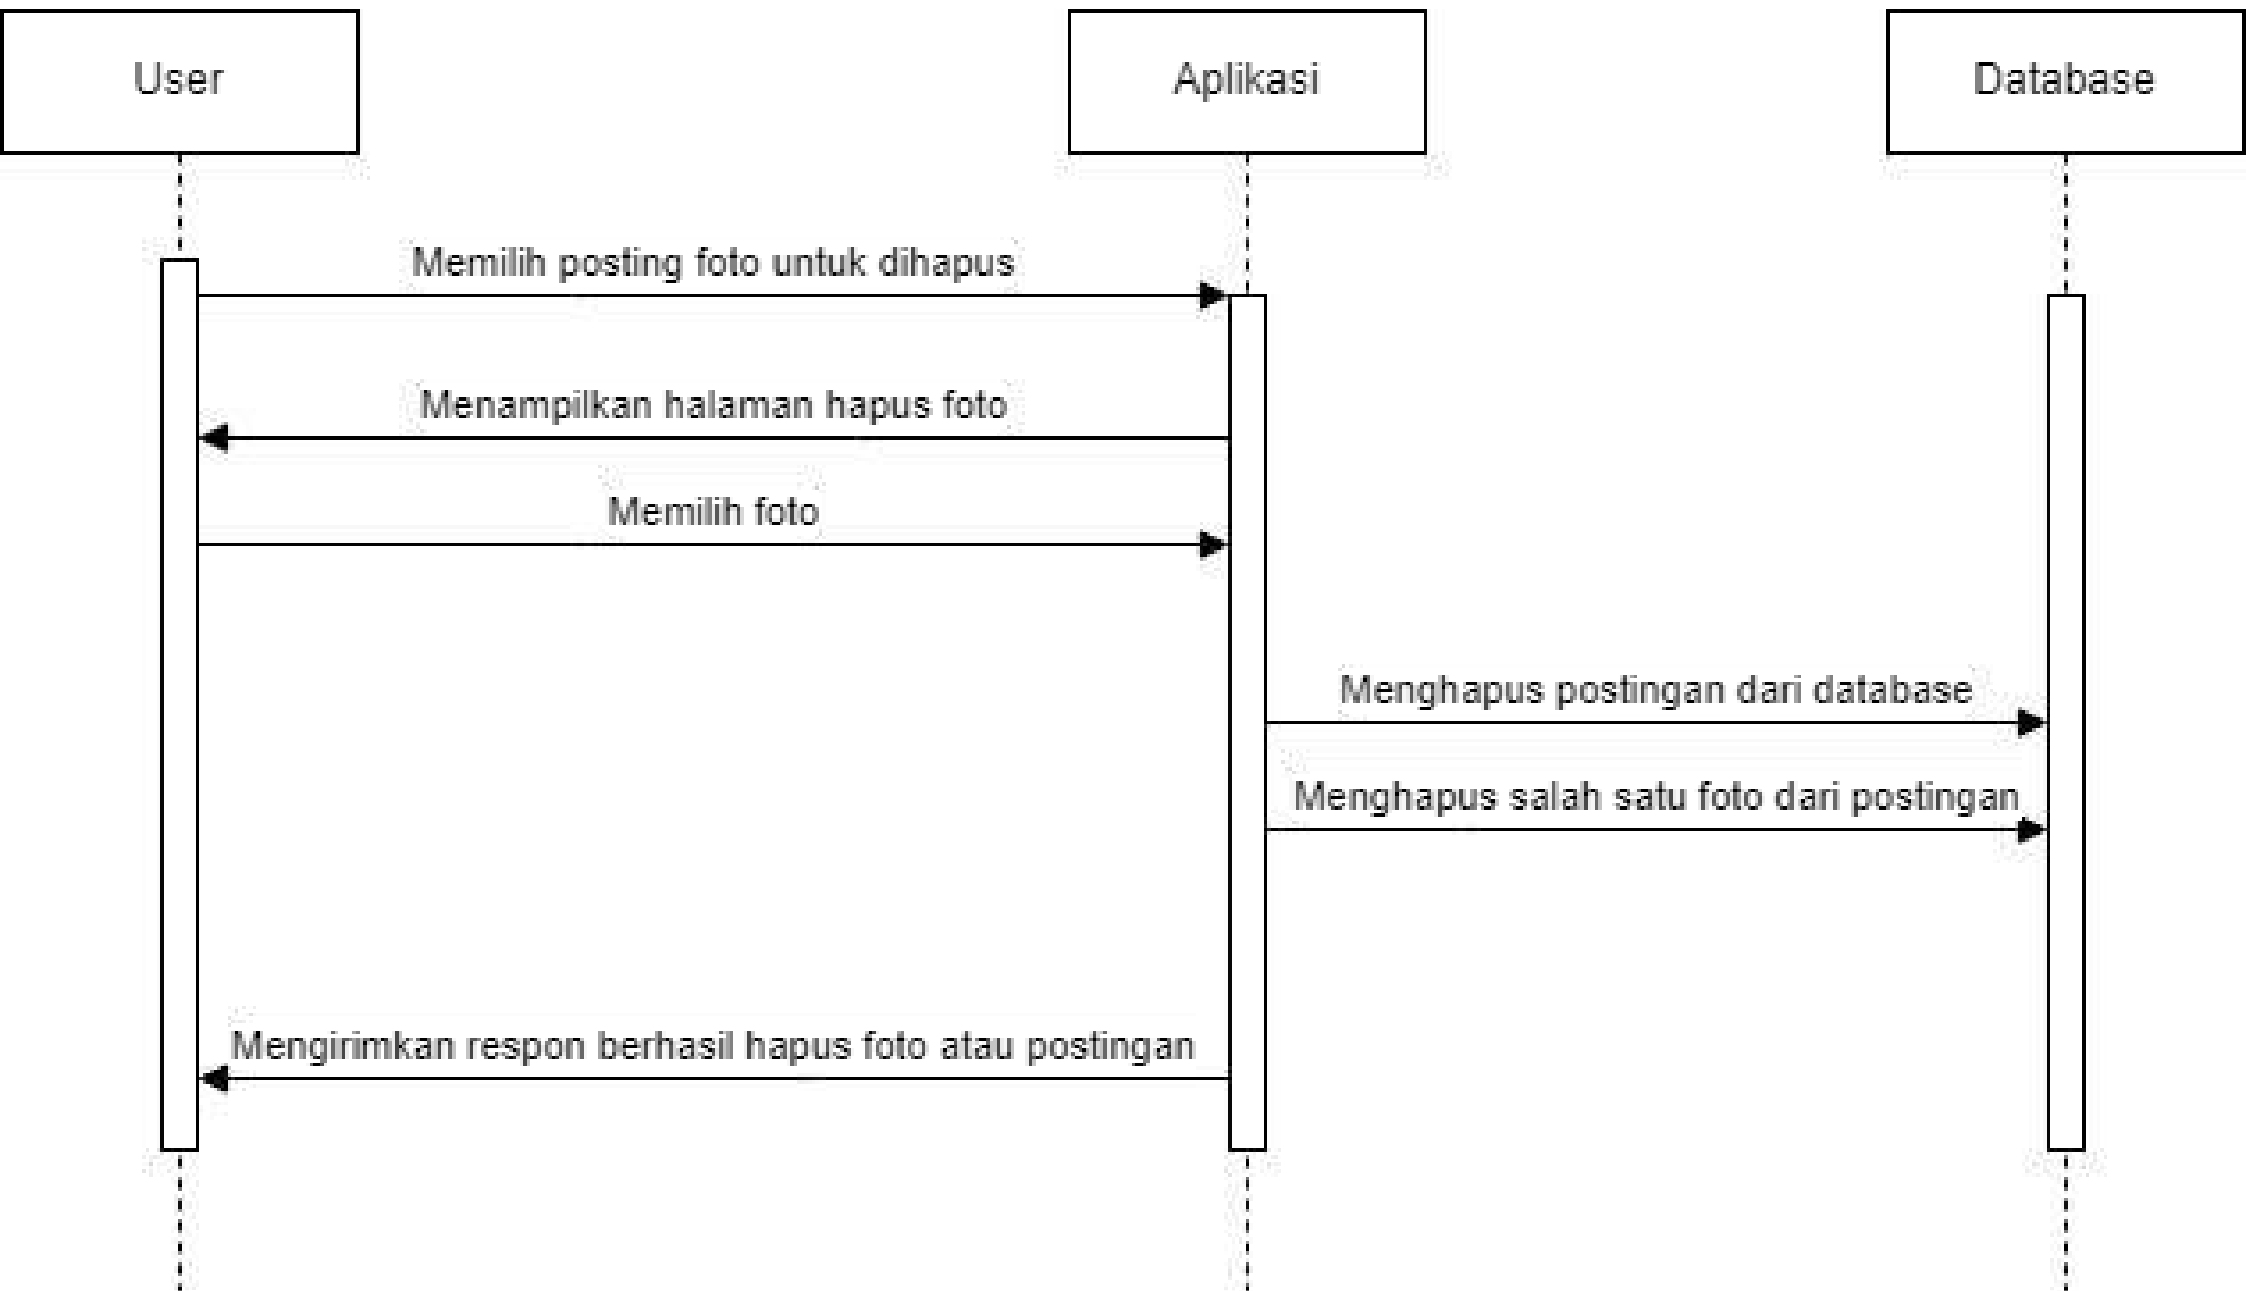 User
Aplikasi
Database
Memilih posting foto untuk dihapus
Menampilkan halaman hapus foto
Memilih foto
Menghapus postingan dari database
Menghapus salah satu foto dari postingan
Mengirimkan respon berhasil hapus foto atau postingan